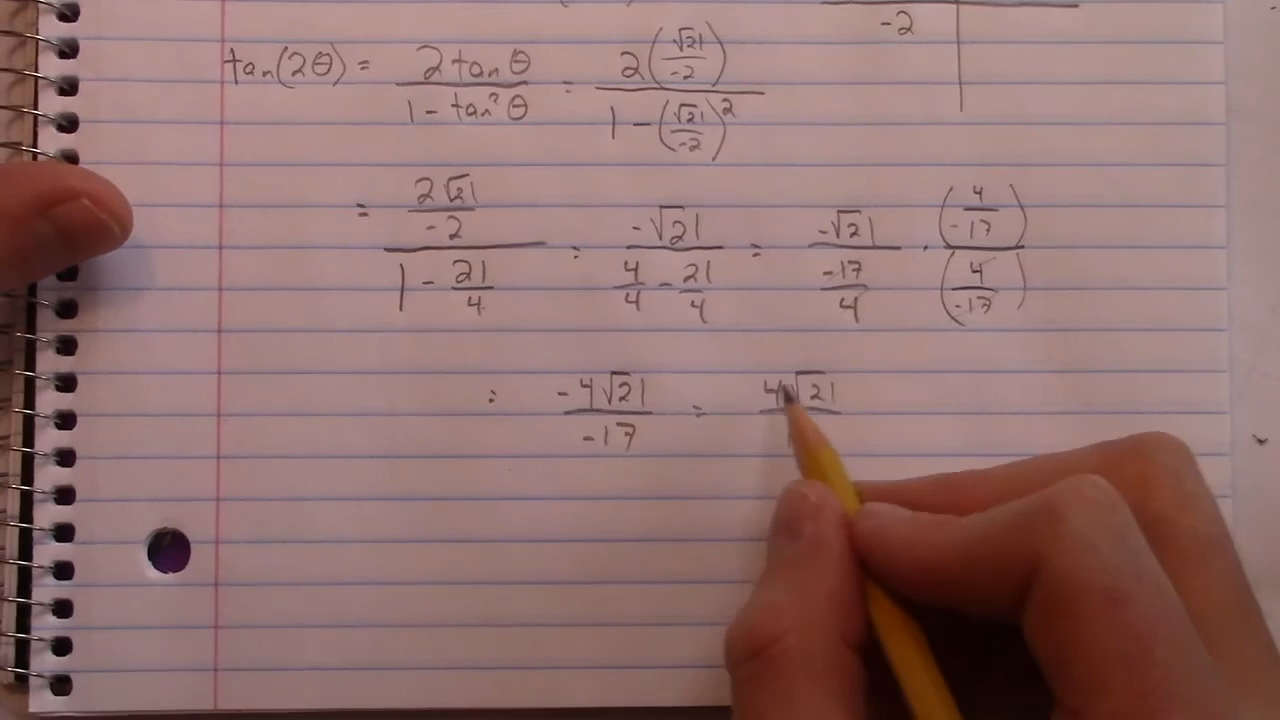 -2
tan(2θ) = 2 tan θ / 1 - tan² θ = 2(√21/-2) / 1 - (√21/-2)²
= 2√21/-2 / 1 - 21/4 = -√21 / 4/4 - 21/4 = -√21 / -17/4 · (4/-17) / (4/-17)
= -4√21 / -17 = 4√21